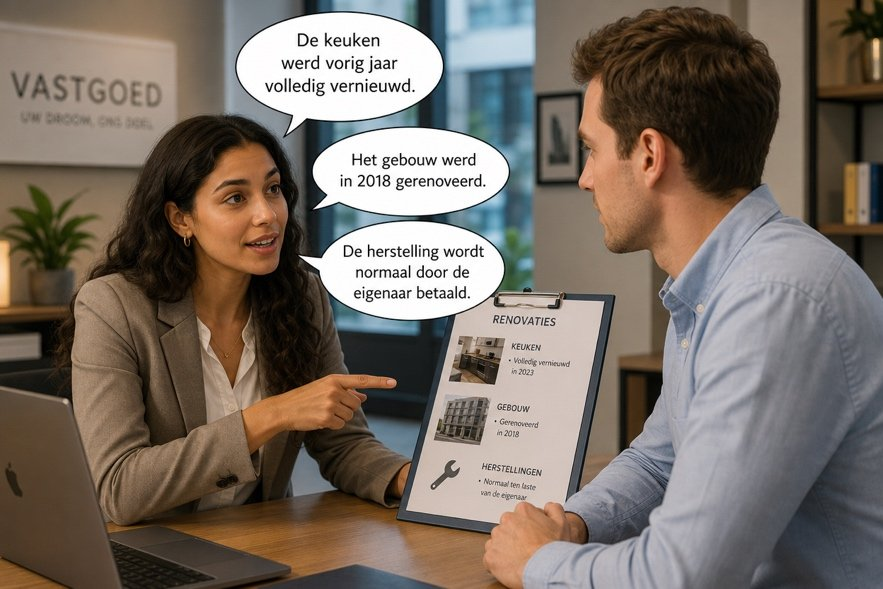 VASTGOED
UW DROOM, ONS DOEL.
De keuken
werd vorig jaar
volledig vernieuwd.
Het gebouw werd
in 2018 gerenoveerd.
De herstelling wordt
normaal door de
eigenaar betaald.
RENOVATIES
KEUKEN
• Volledig vernieuwd
in 2023
GEBOUW
• Gerenoveerd
in 2018
HERSTELLINGEN
• Normaal ten laste
van de eigenaar